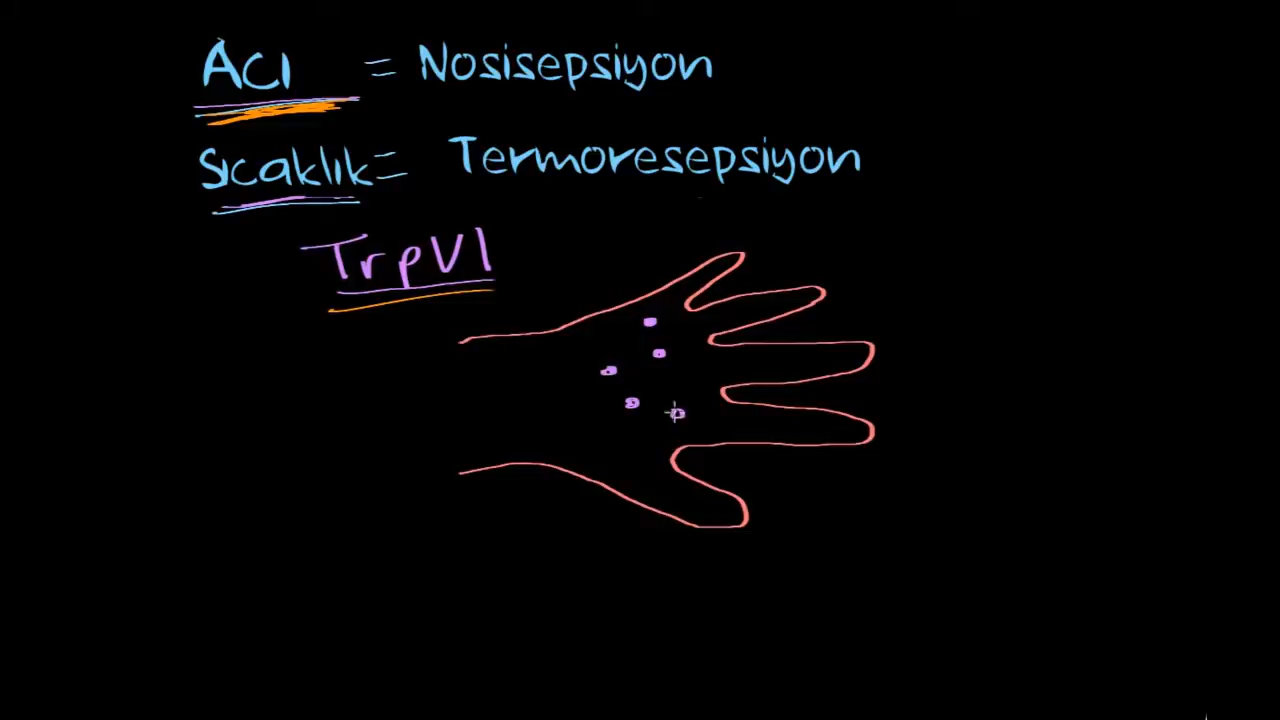 Acı = Nosisepsiyon
Sıcaklık = Termoresepsiyon
TrpV1